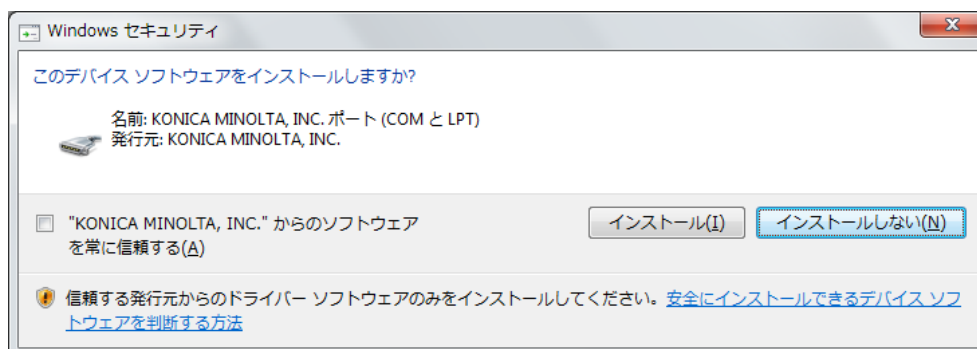 Windows セキュリティ
このデバイス ソフトウェアをインストールしますか?
名前: KONICA MINOLTA, INC. ポート (COM と LPT)
発行元: KONICA MINOLTA, INC.
"KONICA MINOLTA, INC." からのソフトウェア
を常に信頼する(A)
インストール(I)
インストールしない(N)
信頼する発行元からのドライバー ソフトウェアのみをインストールしてください。安全にインストールできるデバイス ソフ
トウェアを判断する方法